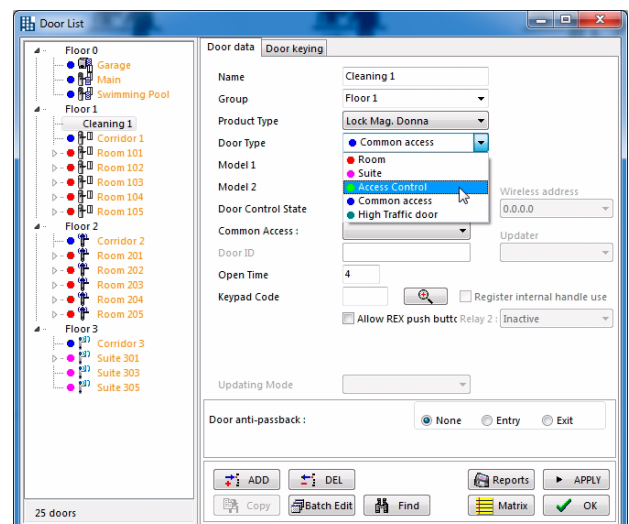 Door List
Floor 0
Garage
Main
Swimming Pool
Floor 1
Cleaning 1
Corridor 1
Room 101
Room 102
Room 103
Room 104
Room 105
Floor 2
Corridor 2
Room 201
Room 202
Room 203
Room 204
Room 205
Floor 3
Corridor 3
Suite 301
Suite 303
Suite 305
25 doors
Door data Door keying
Name Cleaning 1
Group Floor 1
Product Type Lock Mag. Donna
Door Type Common access
Room
Suite
Access Control
Common access
High Traffic door
Model 1
Model 2
Wireless address
Door Control State 0.0.0.0
Common Access :
Updater
Door ID
Open Time 4
Keypad Code Register internal handle use
Allow REX push buttc Relay 2 : Inactive
Updating Mode
Door anti-passback : None Entry Exit
ADD DEL Reports APPLY
Copy Batch Edit Find Matrix OK